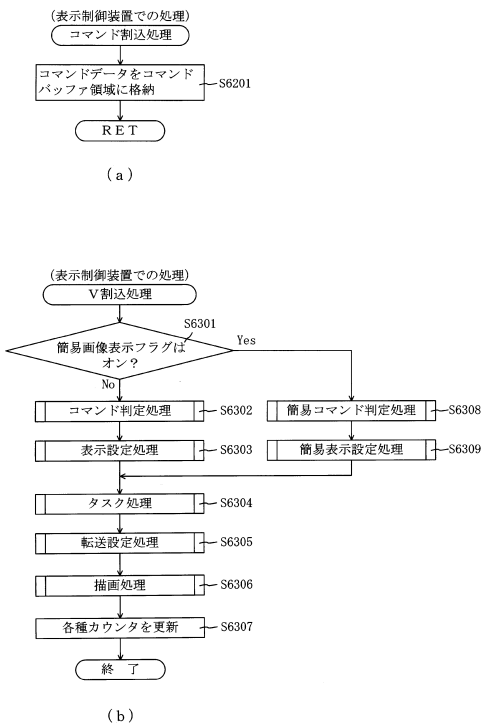 (表示制御装置での処理)
コマンド割込処理
コマンドデータをコマンド
バッファ領域に格納
S6201
RET
(a)
(表示制御装置での処理)
V割込処理
S6301
簡易画像表示フラグは
オン?
Yes
No
コマンド判定処理
S6302
簡易コマンド判定処理
S6308
表示設定処理
S6303
簡易表示設定処理
S6309
タスク処理
S6304
転送設定処理
S6305
描画処理
S6306
各種カウンタを更新
S6307
終 了
(b)